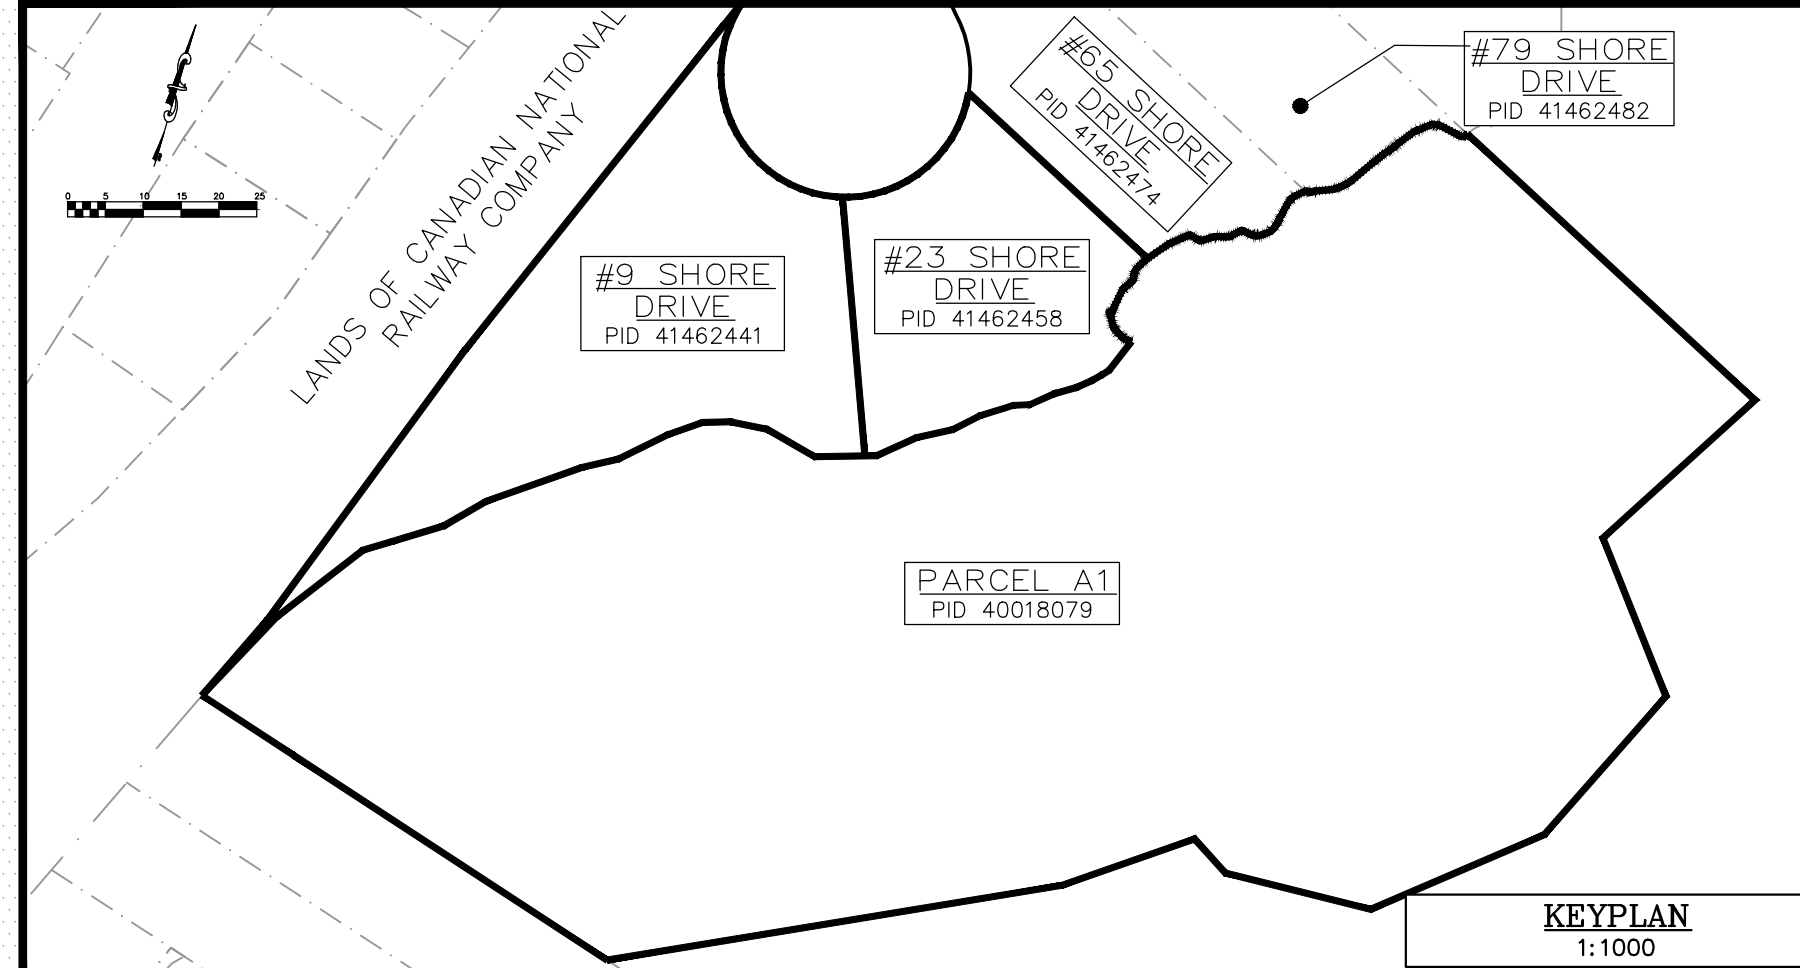 #65 SHORE
DRIVE
PID 41462474
#79 SHORE
DRIVE
PID 41462482
LANDS OF CANADIAN NATIONAL
RAILWAY COMPANY
0 5 10 15 20 25
#9 SHORE
DRIVE
PID 41462441
#23 SHORE
DRIVE
PID 41462458
PARCEL A1
PID 40018079
KEYPLAN
1:1000